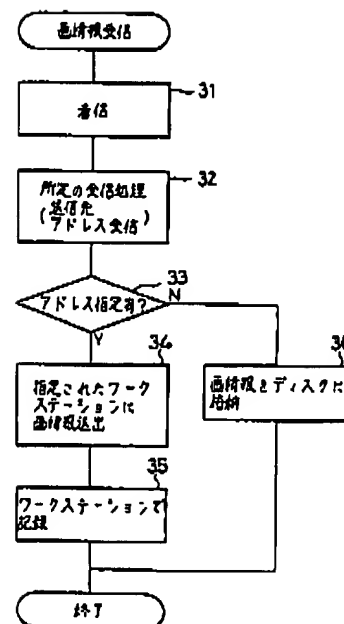 画情報受信
31
着信
32
所定の受信処理
(送信先
アドレス受信)
33
アドレス指定有?
N
Y
34
指定されたワーク
ステーションに
画情報送出
36
画情報をディスクに
格納
35
ワークステーションで
記録
終了